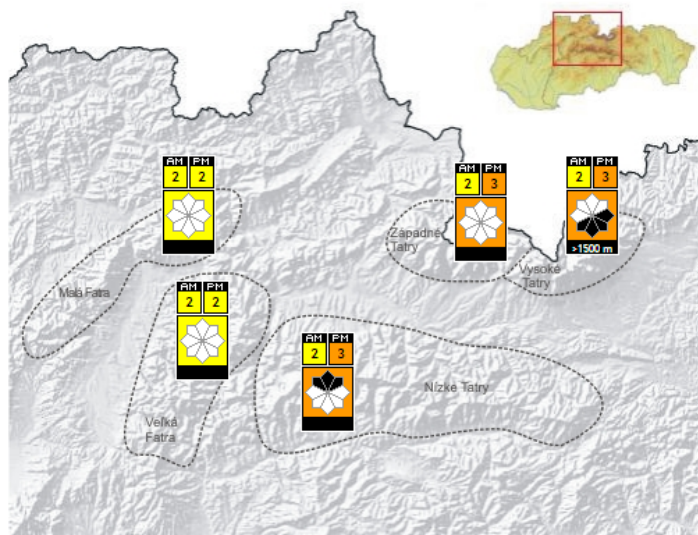 AM PM
2 2
AM PM
2 3
AM PM
2 3
>1500 m
Západné
Tatry
Vysoké
Tatry
Malá Fatra
AM PM
2 2
AM PM
2 3
Nízke Tatry
Veľká
Fatra